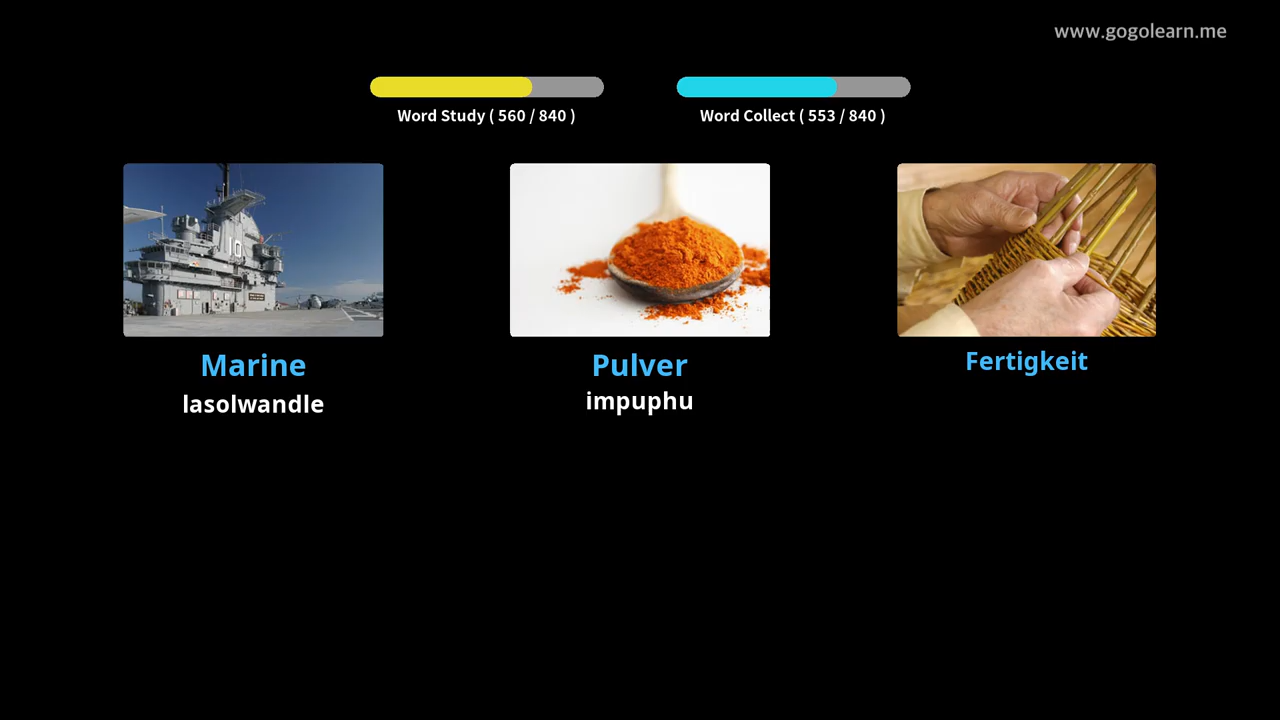 www.gogolearn.me
Word Study ( 560 / 840 )
Word Collect ( 553 / 840 )
Marine
lasolwandle
Pulver
impuphu
Fertigkeit